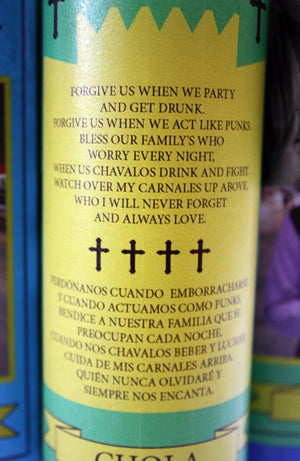 FORGIVE US WHEN WE PARTY
AND GET DRUNK.
FORGIVE US WHEN WE ACT LIKE PUNKS.
BLESS OUR FAMILY'S WHO
WORRY EVERY NIGHT,
WHEN US CHAVALOS DRINK AND FIGHT.
WATCH OVER MY CARNALES UP ABOVE,
WHO I WILL NEVER FORGET
AND ALWAYS LOVE.
PERDÓNANOS CUANDO EMBORRACHARSE
Y CUANDO ACTUAMOS COMO PUNKS.
BENDICE A NUESTRA FAMILIA QUE SE
PREOCUPAN CADA NOCHE,
CUANDO NOS CHAVALOS BEBER Y LUCHAR
CUIDA DE MIS CARNALES ARRIBA,
QUIÉN NUNCA OLVIDARÉ Y
SIEMPRE NOS ENCANTA.
CHOLA